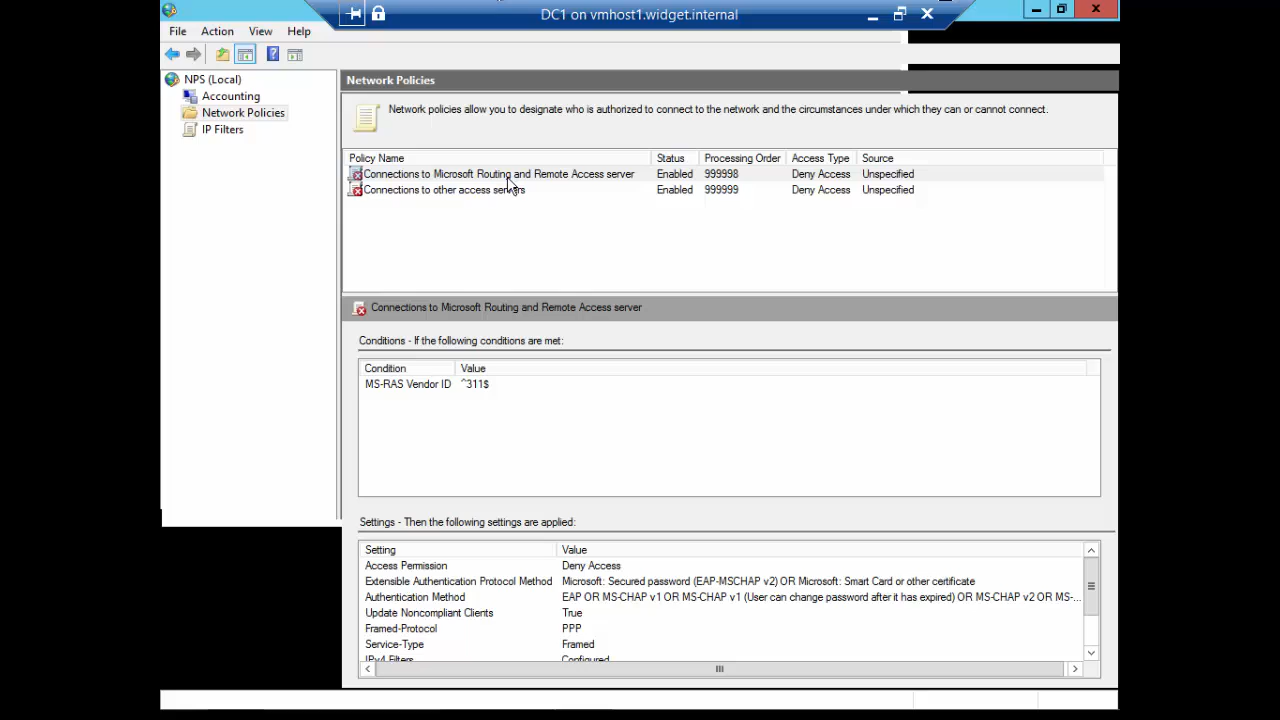 DC1 on vmhost1.widget.internal
File Action View Help
NPS (Local)
Accounting
Network Policies
IP Filters
Network Policies
Network policies allow you to designate who is authorized to connect to the network and the circumstances under which they can or cannot connect.
Policy Name Status Processing Order Access Type Source
Connections to Microsoft Routing and Remote Access server Enabled 999998 Deny Access Unspecified
Connections to other access servers Enabled 999999 Deny Access Unspecified
Connections to Microsoft Routing and Remote Access server
Conditions - If the following conditions are met:
Condition Value
MS-RAS Vendor ID ^311$
Settings - Then the following settings are applied:
Setting Value
Access Permission Deny Access
Extensible Authentication Protocol Method Microsoft: Secured password (EAP-MSCHAP v2) OR Microsoft: Smart Card or other certificate
Authentication Method EAP OR MS-CHAP v1 OR MS-CHAP v1 (User can change password after it has expired) OR MS-CHAP v2 OR MS-...
Update Noncompliant Clients True
Framed-Protocol PPP
Service-Type Framed
IPv4 Filters Configured